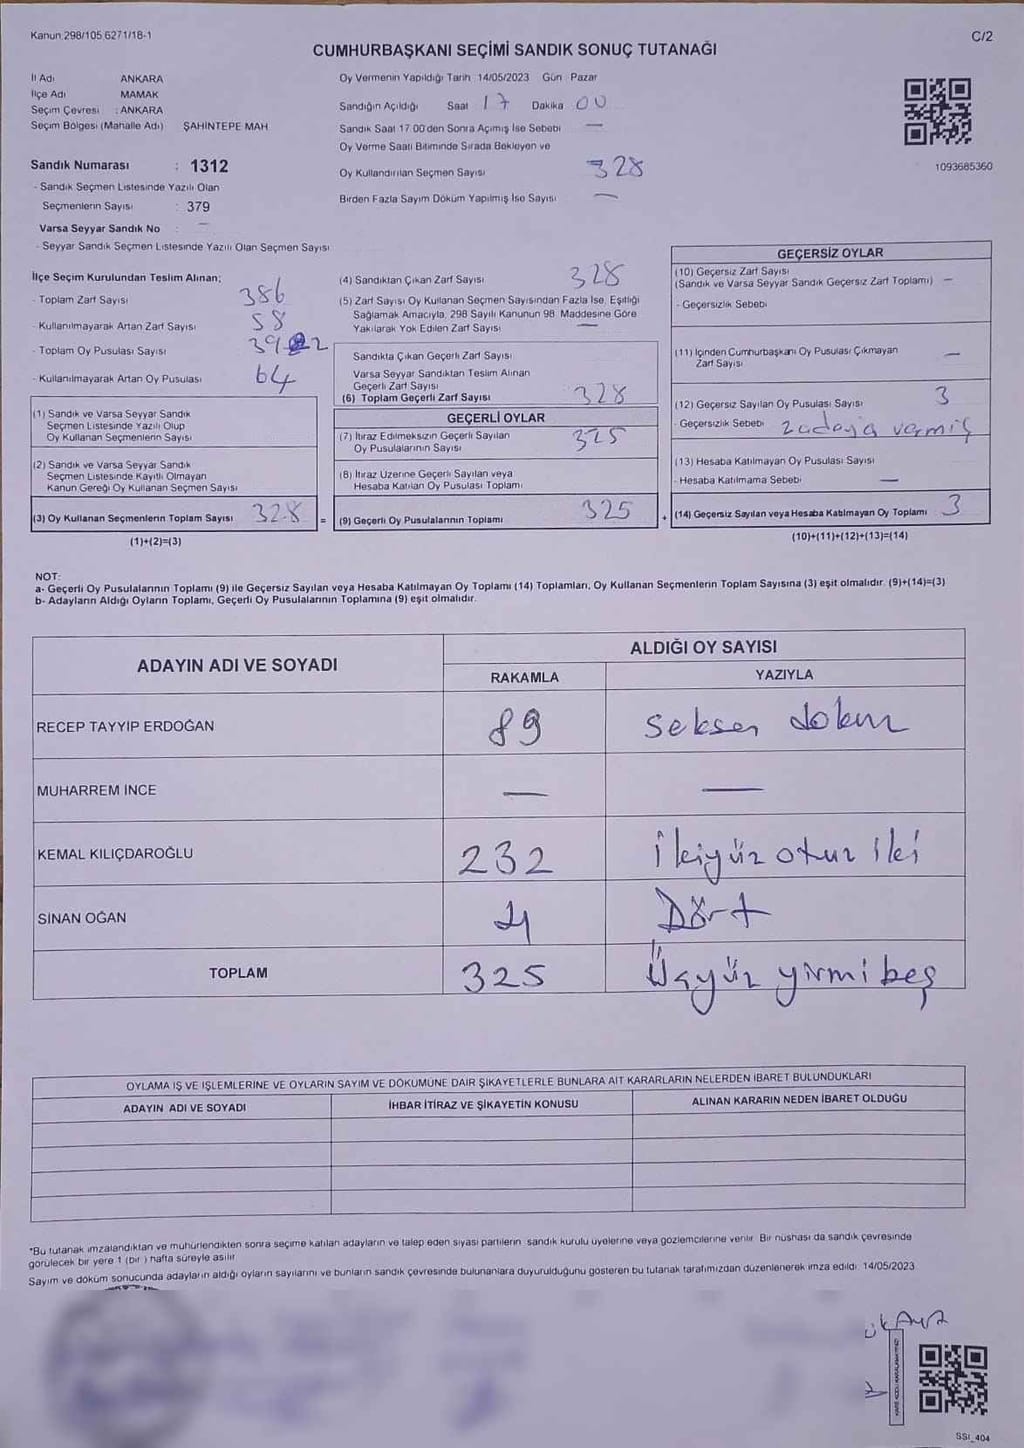 Kanun 298/105 6271/18-1
C/2
CUMHURBAŞKANI SEÇİMİ SANDIK SONUÇ TUTANAĞI
İl Adı ANKARA
İlçe Adı MAMAK
Seçim Çevresi : ANKARA
Seçim Bölgesi (Mahalle Adı) ŞAHİNTEPE MAH
Sandık Numarası : 1312
- Sandık Seçmen Listesinde Yazılı Olan
Seçmenlerin Sayısı : 379
Varsa Seyyar Sandık No : —
- Seyyar Sandık Seçmen Listesinde Yazılı Olan Seçmen Sayısı
Oy Vermenin Yapıldığı Tarih 14/05/2023 Gün Pazar
Sandığın Açıldığı Saat 17 Dakika 00
Sandık Saat 17 00'den Sonra Açımış İse Sebebi —
Oy Verme Saati Bitiminde Sırada Bekleyen ve
Oy Kullandırılan Seçmen Sayısı 328
Birden Fazla Sayım Döküm Yapılmış İse Sayısı —
1093685360
İlçe Seçim Kurulundan Teslim Alınan;
- Toplam Zarf Sayısı 386
- Kullanılmayarak Artan Zarf Sayısı 58
- Toplam Oy Pusulası Sayısı 392
- Kullanılmayarak Artan Oy Pusulası 64
(1) Sandık ve Varsa Seyyar Sandık
Seçmen Listesinde Yazılı Olup
Oy Kullanan Seçmenlerin Sayısı
(2) Sandık ve Varsa Seyyar Sandık
Seçmen Listesinde Kayıtlı Olmayan
Kanun Gereği Oy Kullanan Seçmen Sayısı
(3) Oy Kullanan Seçmenlerin Toplam Sayısı 328 =
(1)+(2)=(3)
(4) Sandıktan Çıkan Zarf Sayısı 328
(5) Zarf Sayısı Oy Kullanan Seçmen Sayısından Fazla İse, Eşitliği
Sağlamak Amacıyla, 298 Sayılı Kanunun 98. Maddesine Göre
Yakılarak Yok Edilen Zarf Sayısı —
Sandıkta Çıkan Geçerli Zarf Sayısı
Varsa Seyyar Sandıktan Teslim Alınan
Geçerli Zarf Sayısı
(6) Toplam Geçerli Zarf Sayısı 328
GEÇERLİ OYLAR
(7) İtiraz Edilmeksizin Geçerli Sayılan
Oy Pusulalarının Sayısı 325
(8) İtiraz Üzerine Geçerli Sayılan veya
Hesaba Katılan Oy Pusulası Toplamı
(9) Geçerli Oy Pusulalarının Toplamı 325 +
GEÇERSİZ OYLAR
(10) Geçersiz Zarf Sayısı
(Sandık ve Varsa Seyyar Sandık Geçersiz Zarf Toplamı) —
- Geçersizlik Sebebi
(11) İçinden Cumhurbaşkanı Oy Pusulası Çıkmayan
Zarf Sayısı —
(12) Geçersiz Sayılan Oy Pusulası Sayısı 3
- Geçersizlik Sebebi 2 adaya vermiş
(13) Hesaba Katılmayan Oy Pusulası Sayısı
- Hesaba Katılmama Sebebi —
(14) Geçersiz Sayılan veya Hesaba Katılmayan Oy Toplamı 3
(10)+(11)+(12)+(13)=(14)
NOT:
a- Geçerli Oy Pusulalarının Toplamı (9) ile Geçersiz Sayılan veya Hesaba Katılmayan Oy Toplamı (14) Toplamları, Oy Kullanan Seçmenlerin Toplam Sayısına (3) eşit olmalıdır. (9)+(14)=(3)
b- Adayların Aldığı Oyların Toplamı, Geçerli Oy Pusulalarının Toplamına (9) eşit olmalıdır.
ADAYIN ADI VE SOYADI
ALDIĞI OY SAYISI
RAKAMLA YAZIYLA
RECEP TAYYIP ERDOĞAN 89 seksen dokuz
MUHARREM İNCE — —
KEMAL KILIÇDAROĞLU 232 ikiyüz otuz iki
SİNAN OĞAN 4 Dört
TOPLAM 325 Üçyüz yirmi beş
OYLAMA İŞ VE İŞLEMLERİNE VE OYLARIN SAYIM VE DÖKÜMÜNE DAİR ŞİKAYETLERLE BUNLARA AİT KARARLARIN NELERDEN İBARET BULUNDUKLARI
ADAYIN ADI VE SOYADI İHBAR İTİRAZ VE ŞİKAYETİN KONUSU ALINAN KARARIN NEDEN İBARET OLDUĞU
*Bu tutanak imzalandıktan ve mühürlendikten sonra seçime katılan adayların ve talep eden siyasi partilerin sandık kurulu üyelerine veya gözlemcilerine verilir. Bir nüshası da sandık çevresinde
görülecek bir yere 1 (bir ) hafta süreyle asılır.
Sayım ve döküm sonucunda adayların aldığı oyların sayılarını ve bunların sandık çevresinde bulunanlara duyurulduğunu gösteren bu tutanak tarafımızdan düzenlenerek imza edildi. 14/05/2023
SSI_404